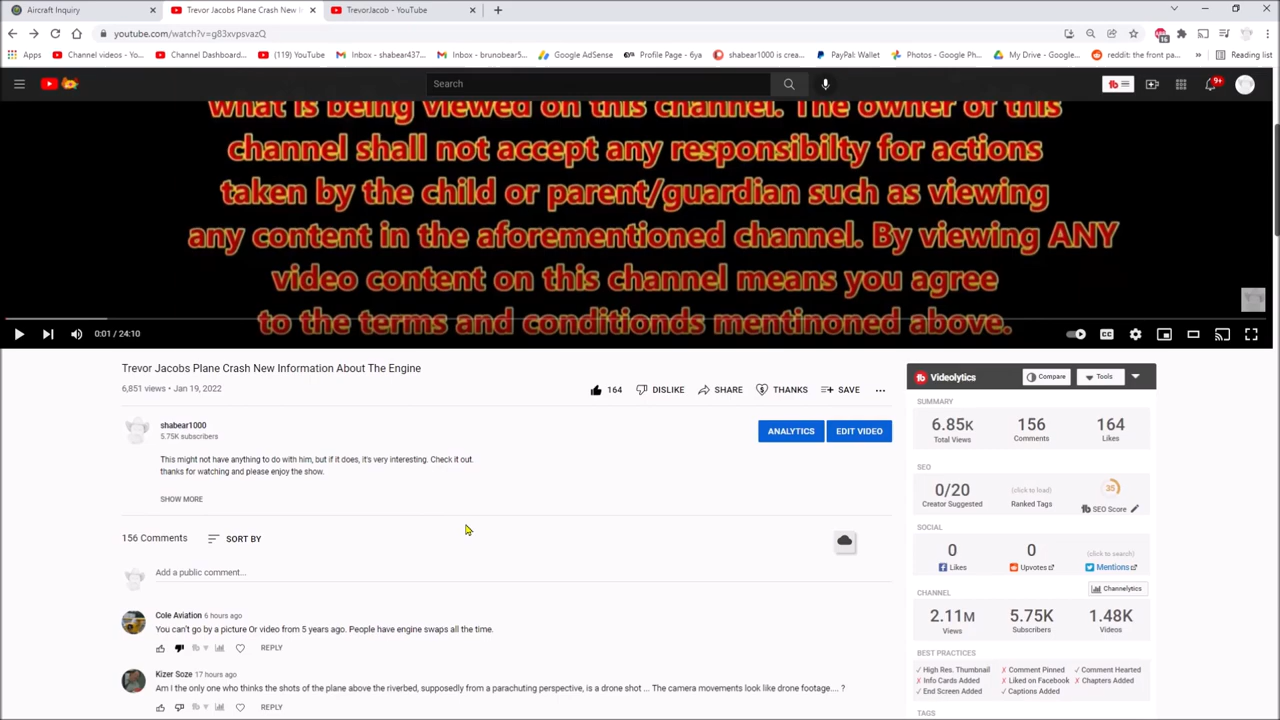 Aircraft Inquiry
Trevor Jacobs Plane Crash New In
TrevorJacob - YouTube
youtube.com/watch?v=g83xvpsvazQ
Apps
Channel videos - Yo...
Channel Dashboard...
(119) YouTube
Inbox - shabear437...
Inbox - brunobear5...
Google AdSense
Profile Page - 6ya
shabear1000 is crea...
PayPal Wallet
Photos - Google Ph...
My Drive - Google...
reddit: the front pa...
Reading list
Search
9+
what is being viewed on this channel. The owner of this
channel shall not accept any responsibilty for actions
taken by the child or parent/guardian such as viewing
any content in the aforementioned channel. By viewing ANY
video content on this channel means you agree
to the terms and conditionds mentinoned above.
0:01 / 24:10
Trevor Jacobs Plane Crash New Information About The Engine
6,851 views • Jan 19, 2022
164
DISLIKE
SHARE
THANKS
SAVE
shabear1000
5.75K subscribers
ANALYTICS
EDIT VIDEO
This might not have anything to do with him, but if it does, it's very interesting. Check it out.
thanks for watching and please enjoy the show.
SHOW MORE
156 Comments
SORT BY
Add a public comment...
Cole Aviation 6 hours ago
You can't go by a picture Or video from 5 years ago. People have engine swaps all the time.
REPLY
Kizer Soze 17 hours ago
Am I the only one who thinks the shots of the plane above the riverbed, supposedly from a parachuting perspective, is a drone shot ... The camera movements look like drone footage.... ?
REPLY
Videolytics
Compare
Tools
SUMMARY
6.85K
Total Views
156
Comments
164
Likes
SEO
0/20
Creator Suggested
(click to load)
Ranked Tags
35
SEO Score
SOCIAL
0
Likes
0
Upvotes
(click to search)
Mentions
CHANNEL
Channelytics
2.11M
Views
5.75K
Subscribers
1.48K
Videos
BEST PRACTICES
✓ High Res. Thumbnail
✗ Comment Pinned
✓ Comment Hearted
✗ Info Cards Added
✗ Liked on Facebook
✗ Chapters Added
✓ End Screen Added
✓ Captions Added
TAGS